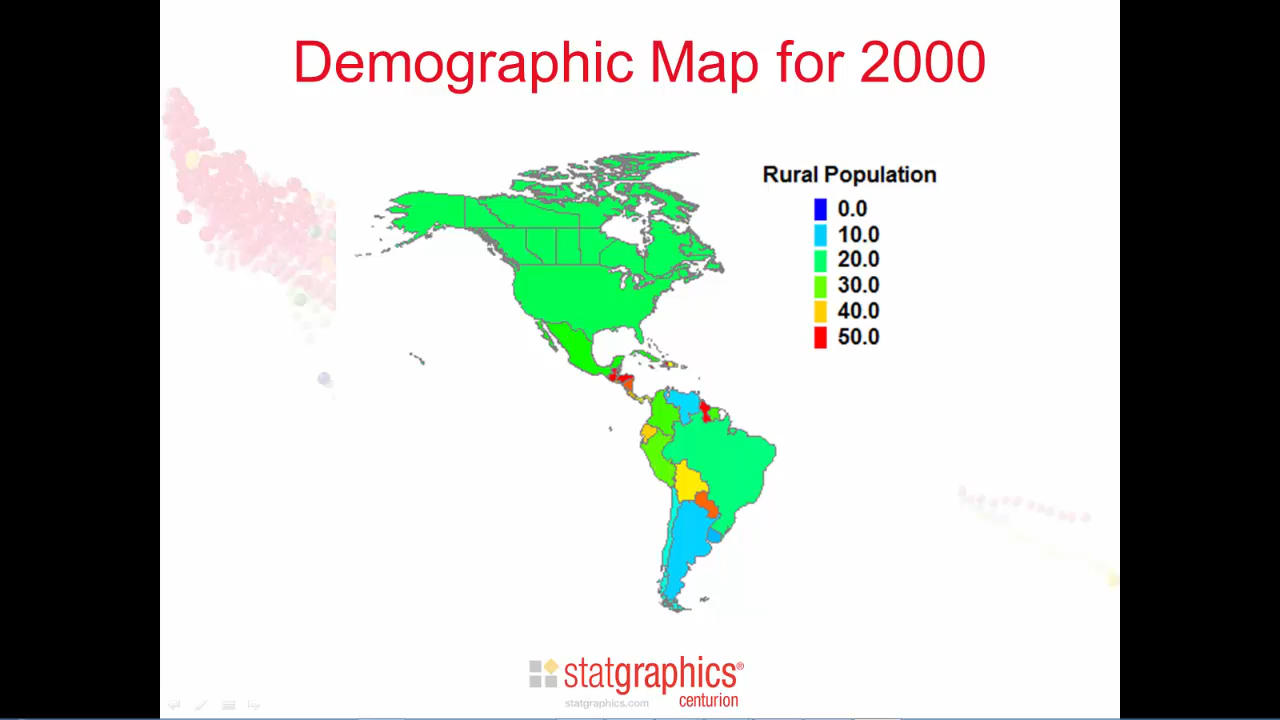 Demographic Map for 2000
Rural Population
0.0
10.0
20.0
30.0
40.0
50.0
statgraphics®
centurion
statgraphics.com